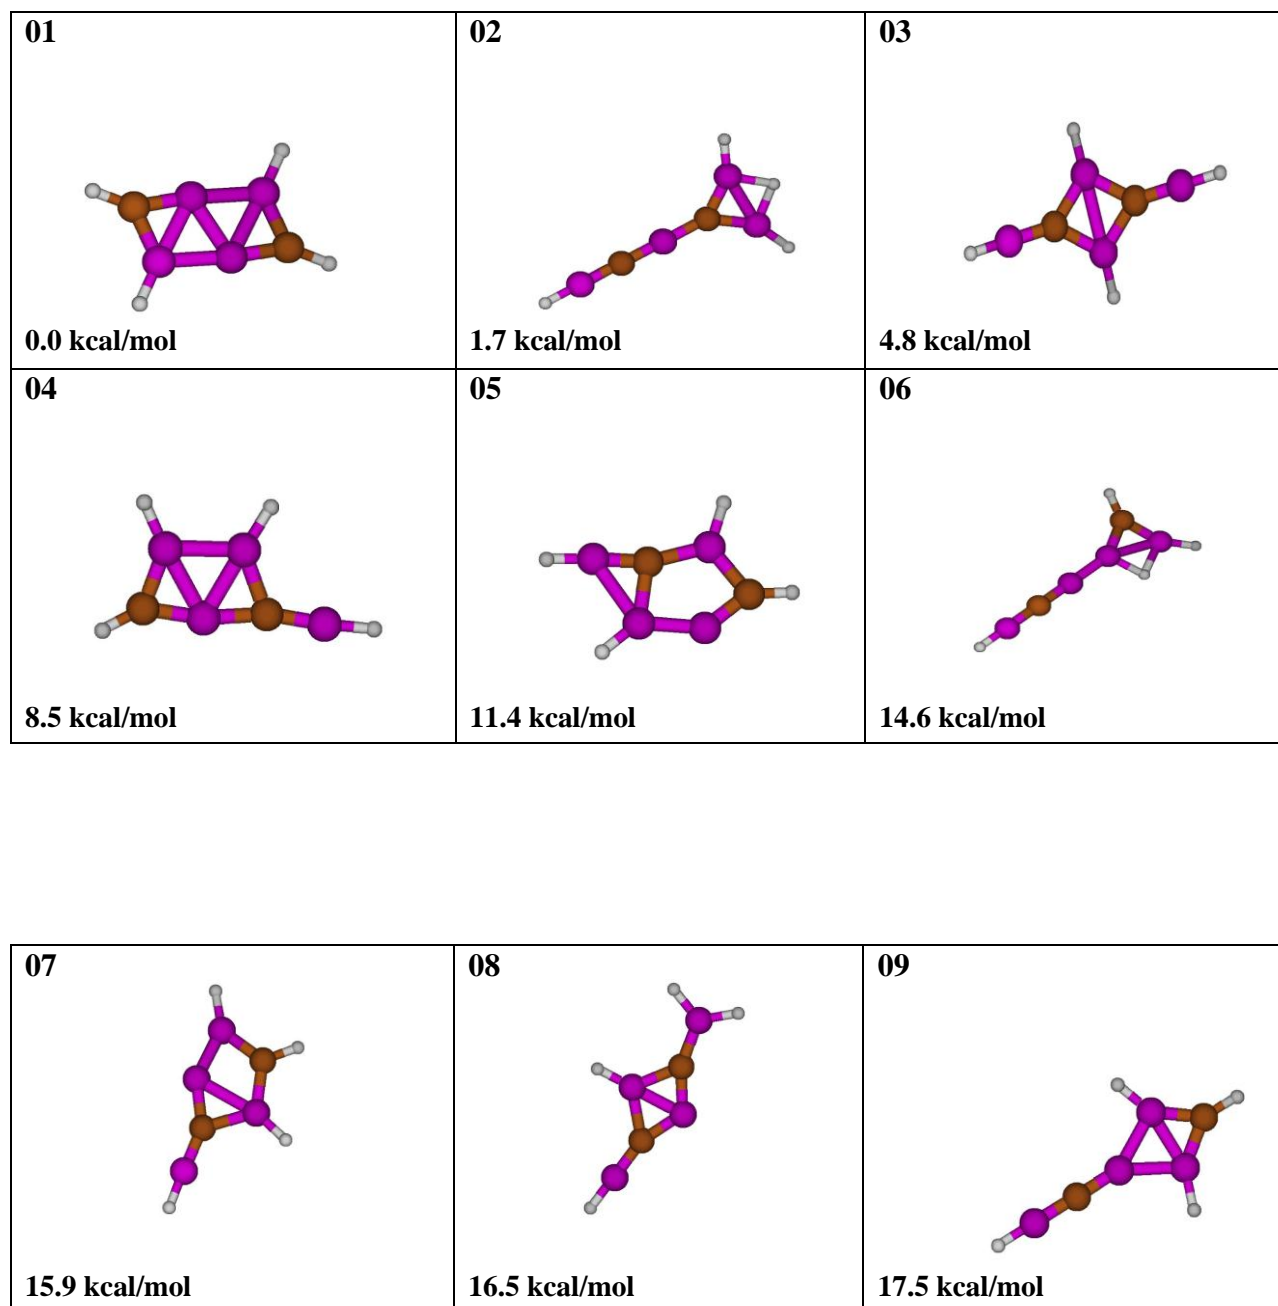 01
02
03
0.0 kcal/mol
1.7 kcal/mol
4.8 kcal/mol
04
05
06
8.5 kcal/mol
11.4 kcal/mol
14.6 kcal/mol
07
08
09
15.9 kcal/mol
16.5 kcal/mol
17.5 kcal/mol